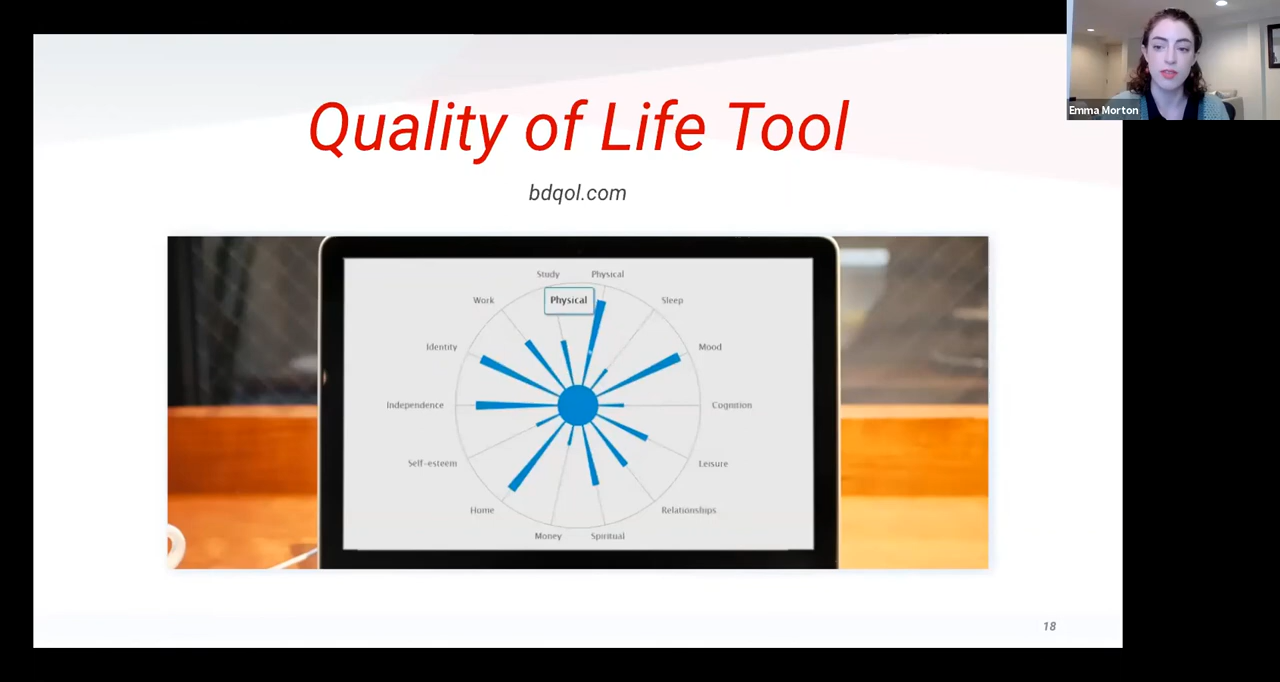 Quality of Life Tool
bdqol.com
Study
Physical
Work
Physical
Sleep
Identity
Mood
Independence
Cognition
Self-esteem
Leisure
Home
Relationships
Money
Spiritual
18
Emma Morton